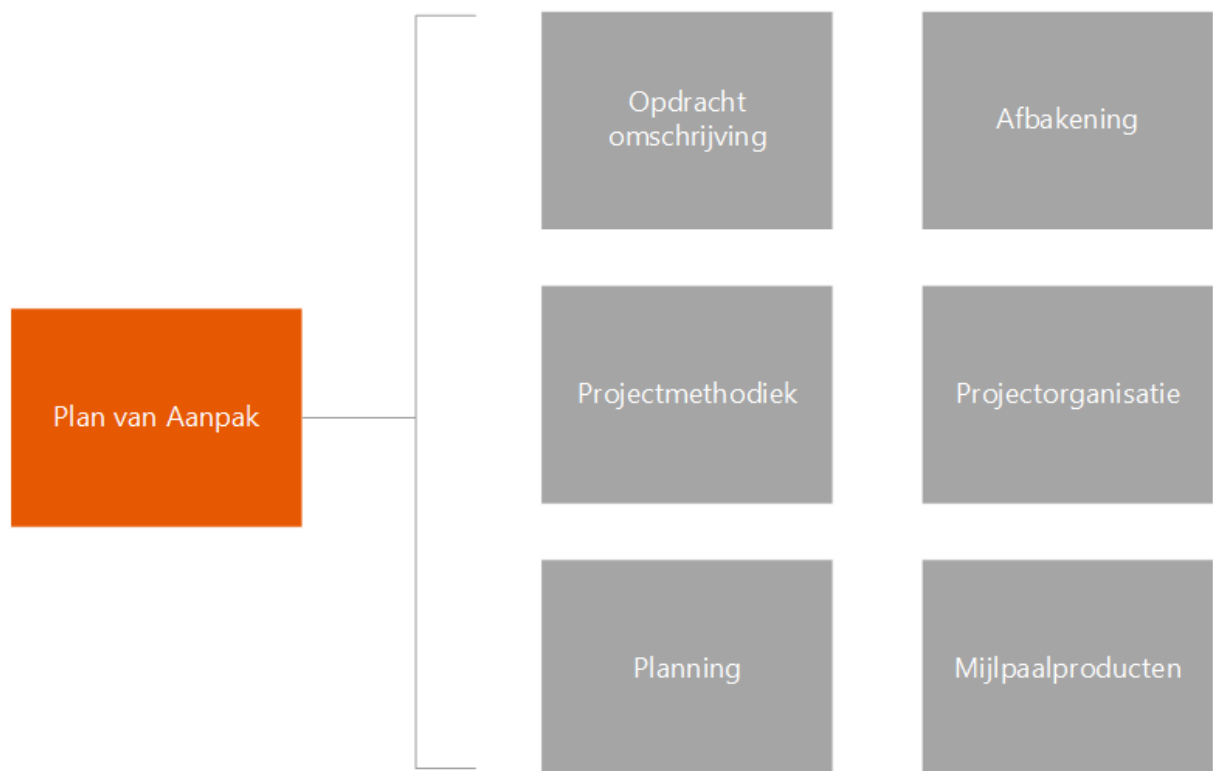 Plan van Aanpak
Opdracht
omschrijving
Afbakening
Projectmethodiek
Projectorganisatie
Planning
Mijlpaalproducten